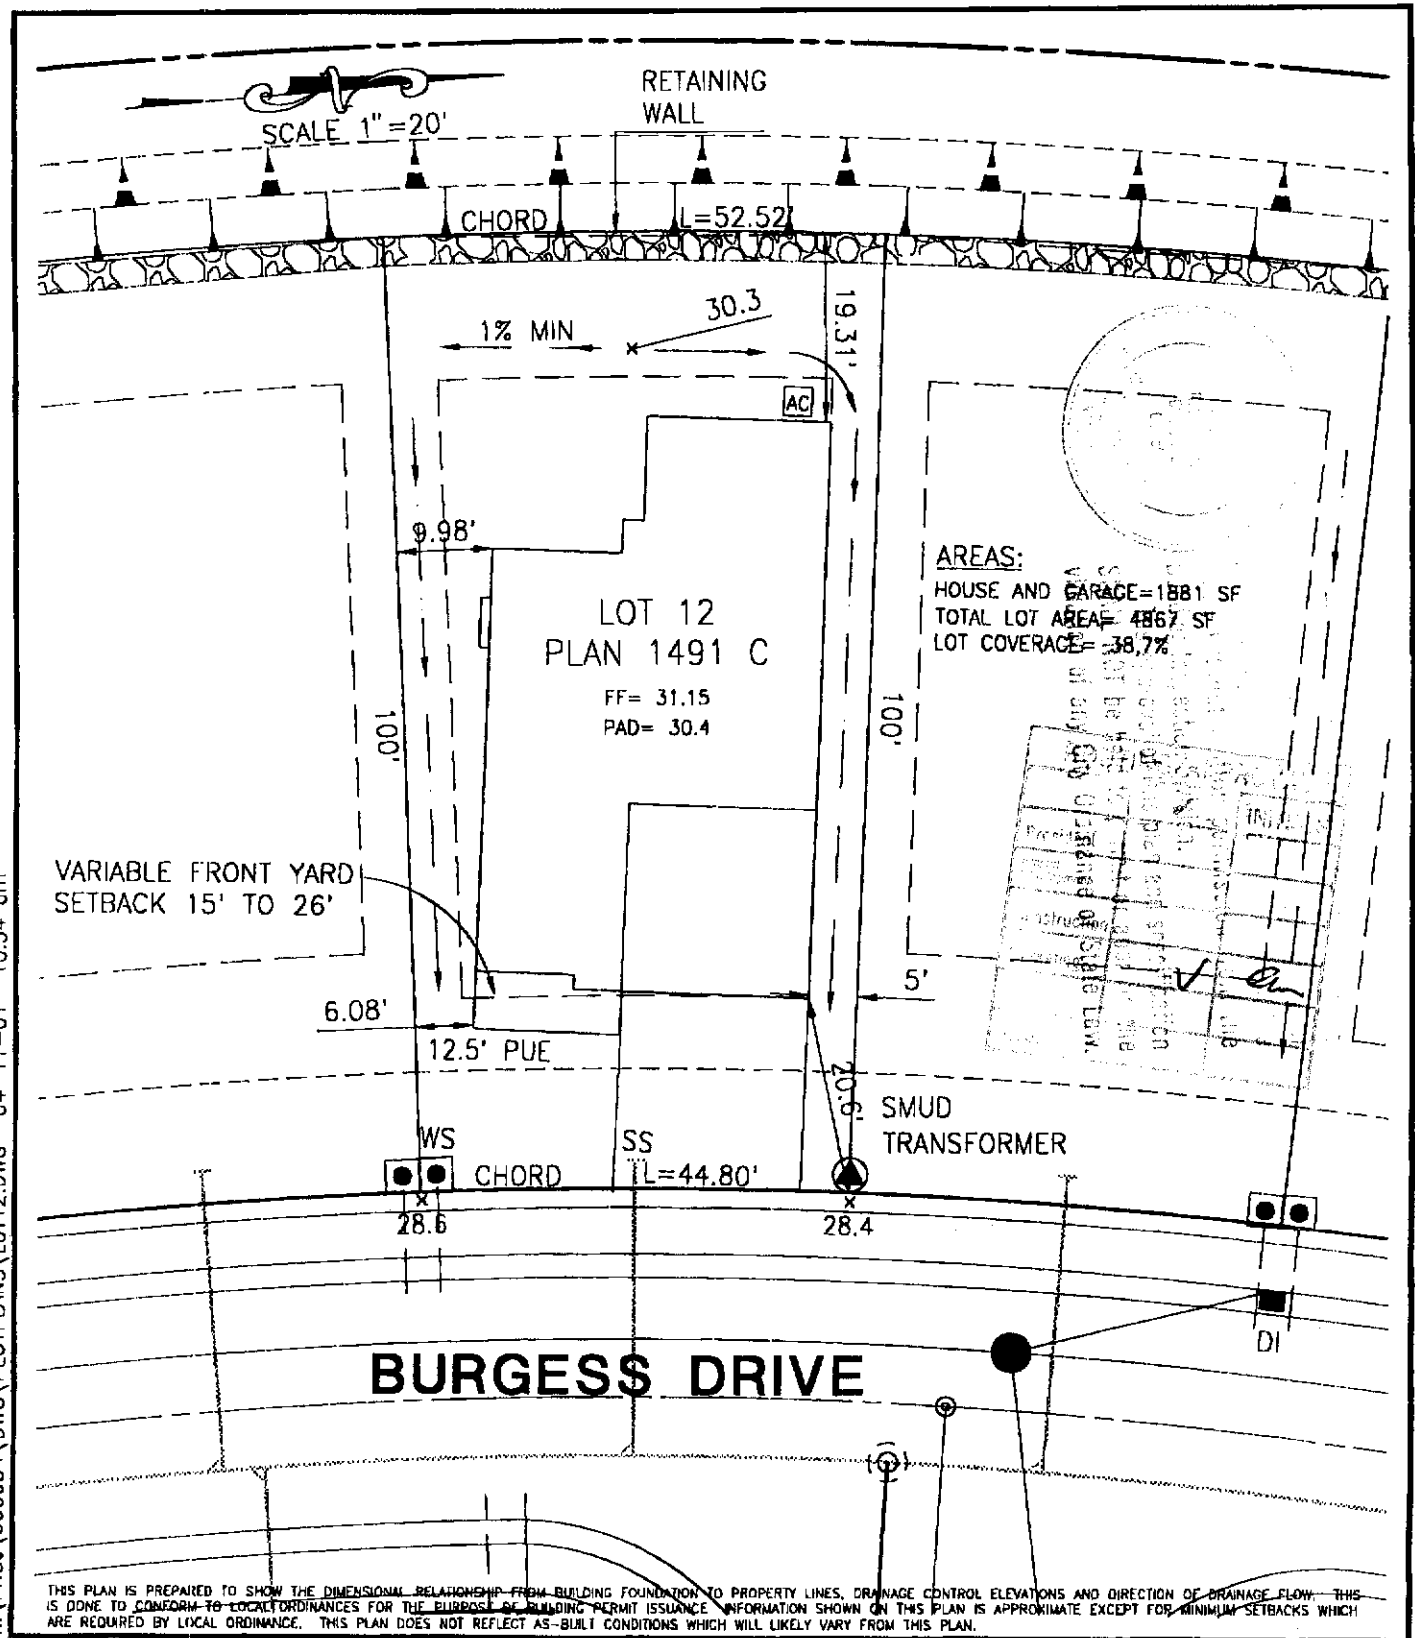 RETAINING
WALL
SCALE 1"=20'
CHORD L=52.52'
30.3
19.31'
1% MIN
AC
9.98'
AREAS:
HOUSE AND GARAGE=1881 SF
TOTAL LOT AREA= 4867 SF
LOT COVERAGE= 38,7%
LOT 12
PLAN 1491 C
FF= 31.15
PAD= 30.4
100'
100'
VARIABLE FRONT YARD
SETBACK 15' TO 26'
5'
6.08'
12.5' PUE
20.6'
SMUD
TRANSFORMER
WS
SS
CHORD L=44.80'
28.6
28.4
DI
BURGESS DRIVE
THIS PLAN IS PREPARED TO SHOW THE DIMENSIONAL RELATIONSHIP FROM BUILDING FOUNDATION TO PROPERTY LINES, DRAINAGE CONTROL ELEVATIONS AND DIRECTION OF DRAINAGE FLOW. THIS
IS DONE TO CONFORM TO LOCAL ORDINANCES FOR THE PURPOSE OF BUILDING PERMIT ISSUANCE INFORMATION SHOWN ON THIS PLAN IS APPROXIMATE EXCEPT FOR MINIMUM SETBACKS WHICH
ARE REQUIRED BY LOCAL ORDINANCE. THIS PLAN DOES NOT REFLECT AS-BUILT CONDITIONS WHICH WILL LIKELY VARY FROM THIS PLAN.